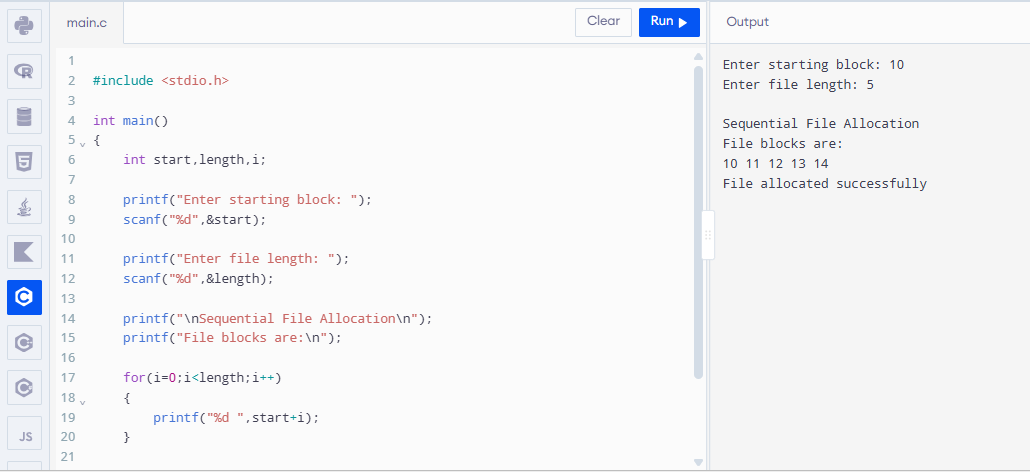 main.c
Clear
Run
Output
1
2 #include <stdio.h>
3
4 int main()
5 {
6 int start,length,i;
7
8 printf("Enter starting block: ");
9 scanf("%d",&start);
10
11 printf("Enter file length: ");
12 scanf("%d",&length);
13
14 printf("\nSequential File Allocation\n");
15 printf("File blocks are:\n");
16
17 for(i=0;i<length;i++)
18 {
19 printf("%d ",start+i);
20 }
21
JS
Enter starting block: 10
Enter file length: 5
Sequential File Allocation
File blocks are:
10 11 12 13 14
File allocated successfully